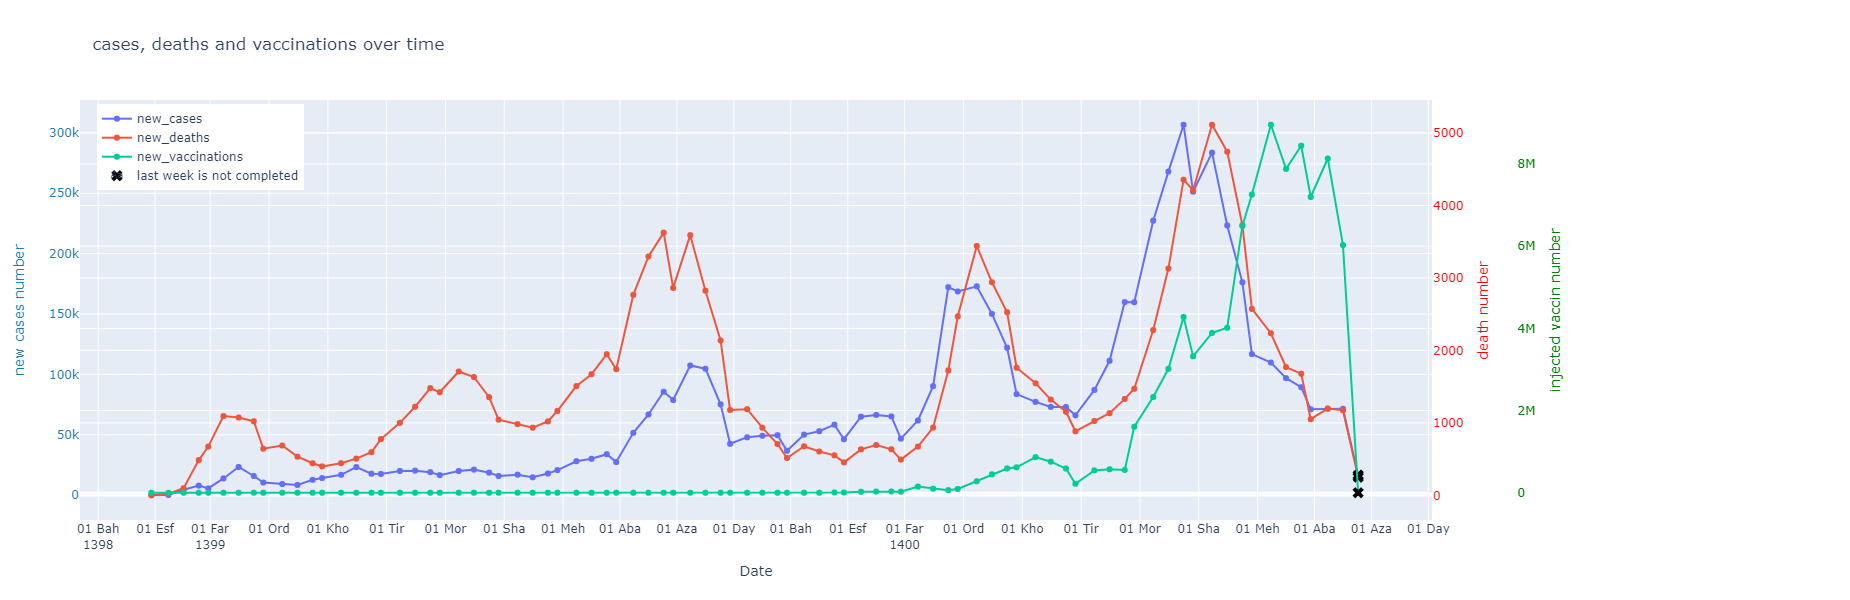 cases, deaths and vaccinations over time
new_cases
new_deaths
new_vaccinations
last week is not completed
new cases number
300k
250k
200k
150k
100k
50k
0
death number
5000
4000
3000
2000
1000
0
injected vaccin number
8M
6M
4M
2M
0
01 Bah 01 Esf 01 Far 01 Ord 01 Kho 01 Tir 01 Mor 01 Sha 01 Meh 01 Aba 01 Aza 01 Day 01 Bah 01 Esf 01 Far 01 Ord 01 Kho 01 Tir 01 Mor 01 Sha 01 Meh 01 Aba 01 Aza 01 Day
1398 1399 1400
Date